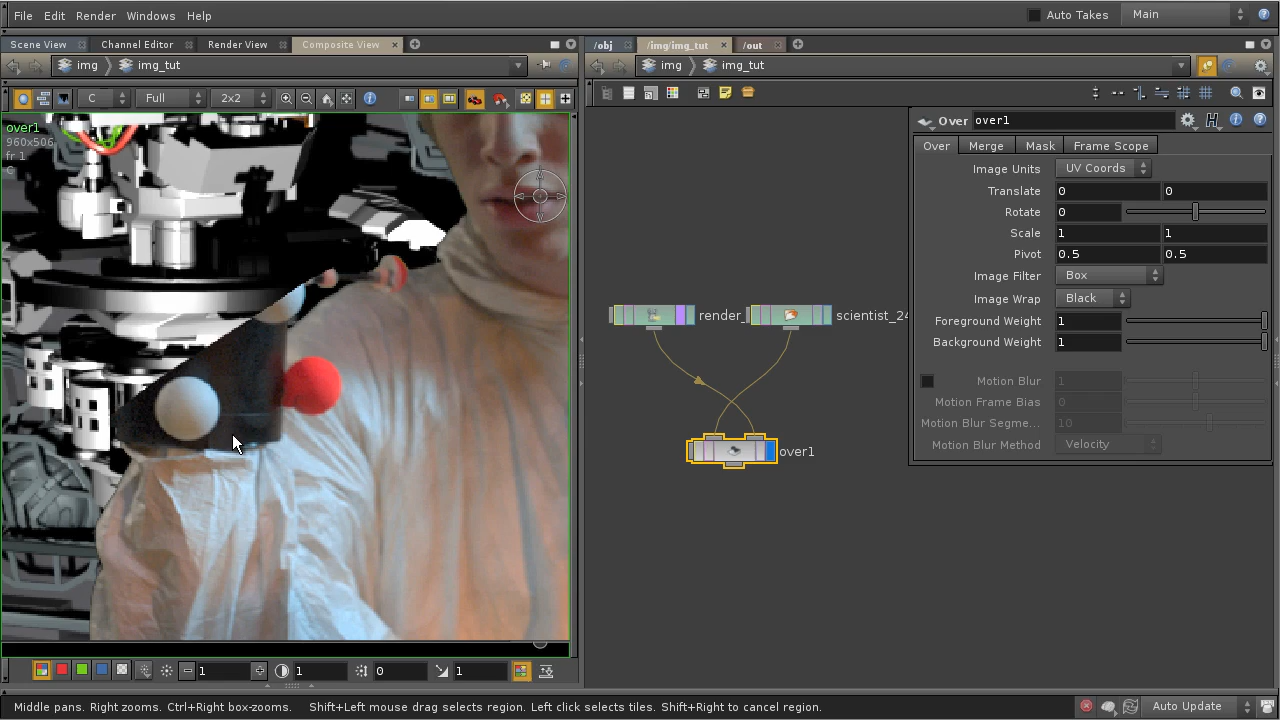 File Edit Render Windows Help
Auto Takes Main
Scene View Channel Editor Render View Composite View
/obj /img/img_tut /out
img img_tut
img img_tut
C Full 2x2
over1
960x506
fr 1
C
Over over1
Over Merge Mask Frame Scope
Image Units UV Coords
Translate 0 0
Rotate 0
Scale 1 1
Pivot 0.5 0.5
Image Filter Box
Image Wrap Black
Foreground Weight 1
Background Weight 1
Motion Blur 1
Motion Frame Bias 0
Motion Blur Segme... 10
Motion Blur Method Velocity
render_ scientist_24
over1
1 1 0 1
Middle pans. Right zooms. Ctrl+Right box-zooms. Shift+Left mouse drag selects region. Left click selects tiles. Shift+Right to cancel region.
Auto Update